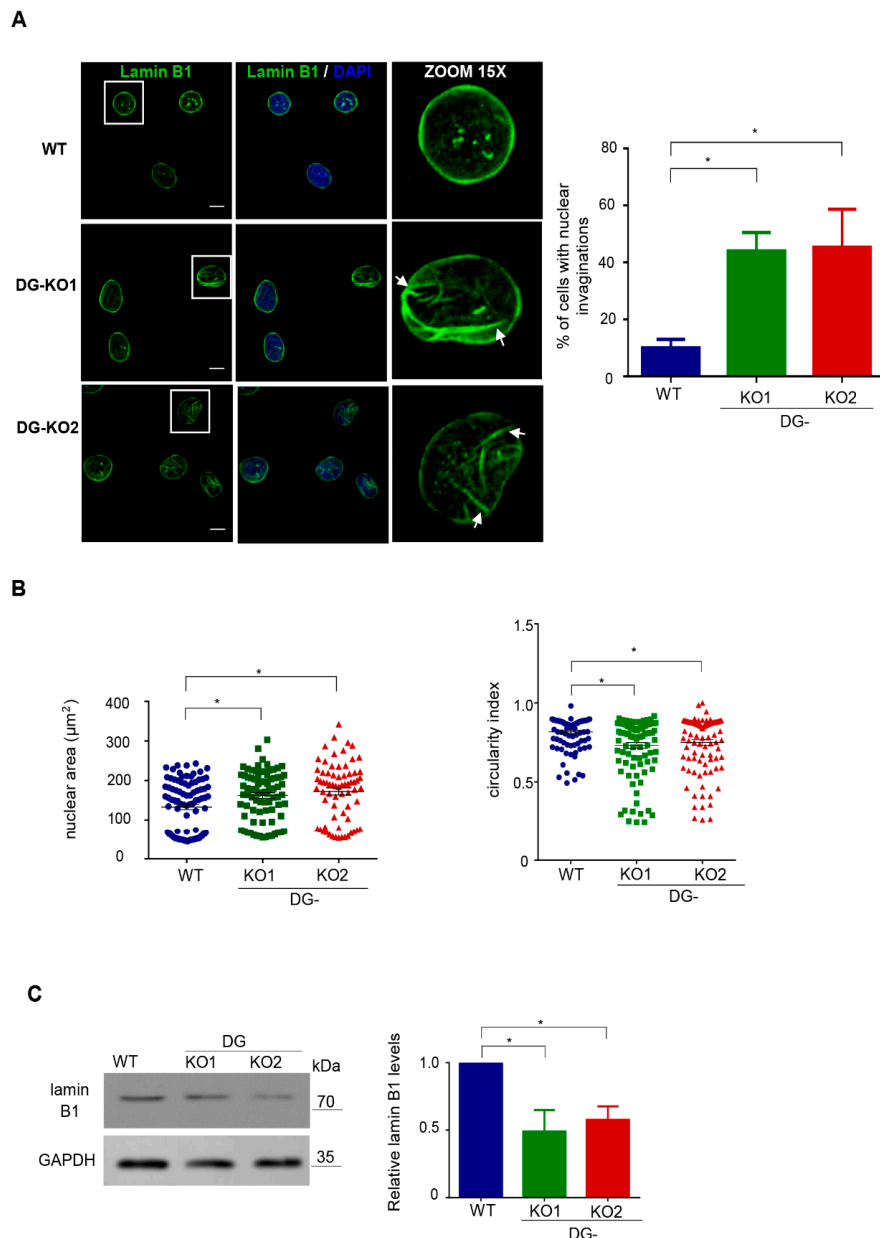 A
Lamin B1
Lamin B1 / DAPI
ZOOM 15X
WT
DG-KO1
DG-KO2
% of cells with nuclear
invaginations
80
60
40
20
0
*
*
WT
KO1
KO2
DG-
B
nuclear area (µm²)
400
300
200
100
0
*
*
WT
KO1
KO2
DG-
circularity index
1.5
1.0
0.5
0
*
*
WT
KO1
KO2
DG-
C
DG
WT
KO1
KO2
kDa
lamin
B1
70
GAPDH
35
Relative lamin B1 levels
1.0
0.5
0
*
*
WT
KO1
KO2
DG-